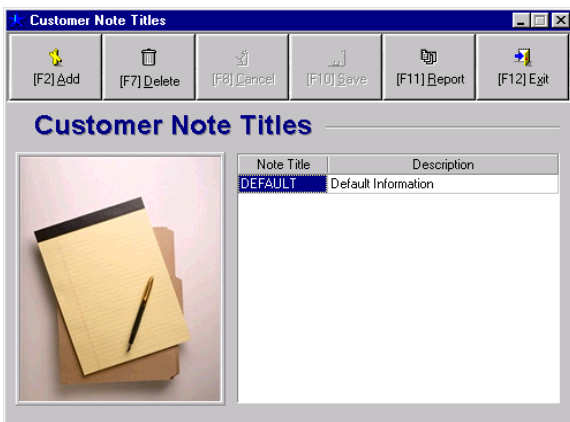 Customer Note Titles
[F2] Add [F7] Delete [F8] Cancel [F10] Save [F11] Report [F12] Exit
Customer Note Titles
Note Title Description
DEFAULT Default Information